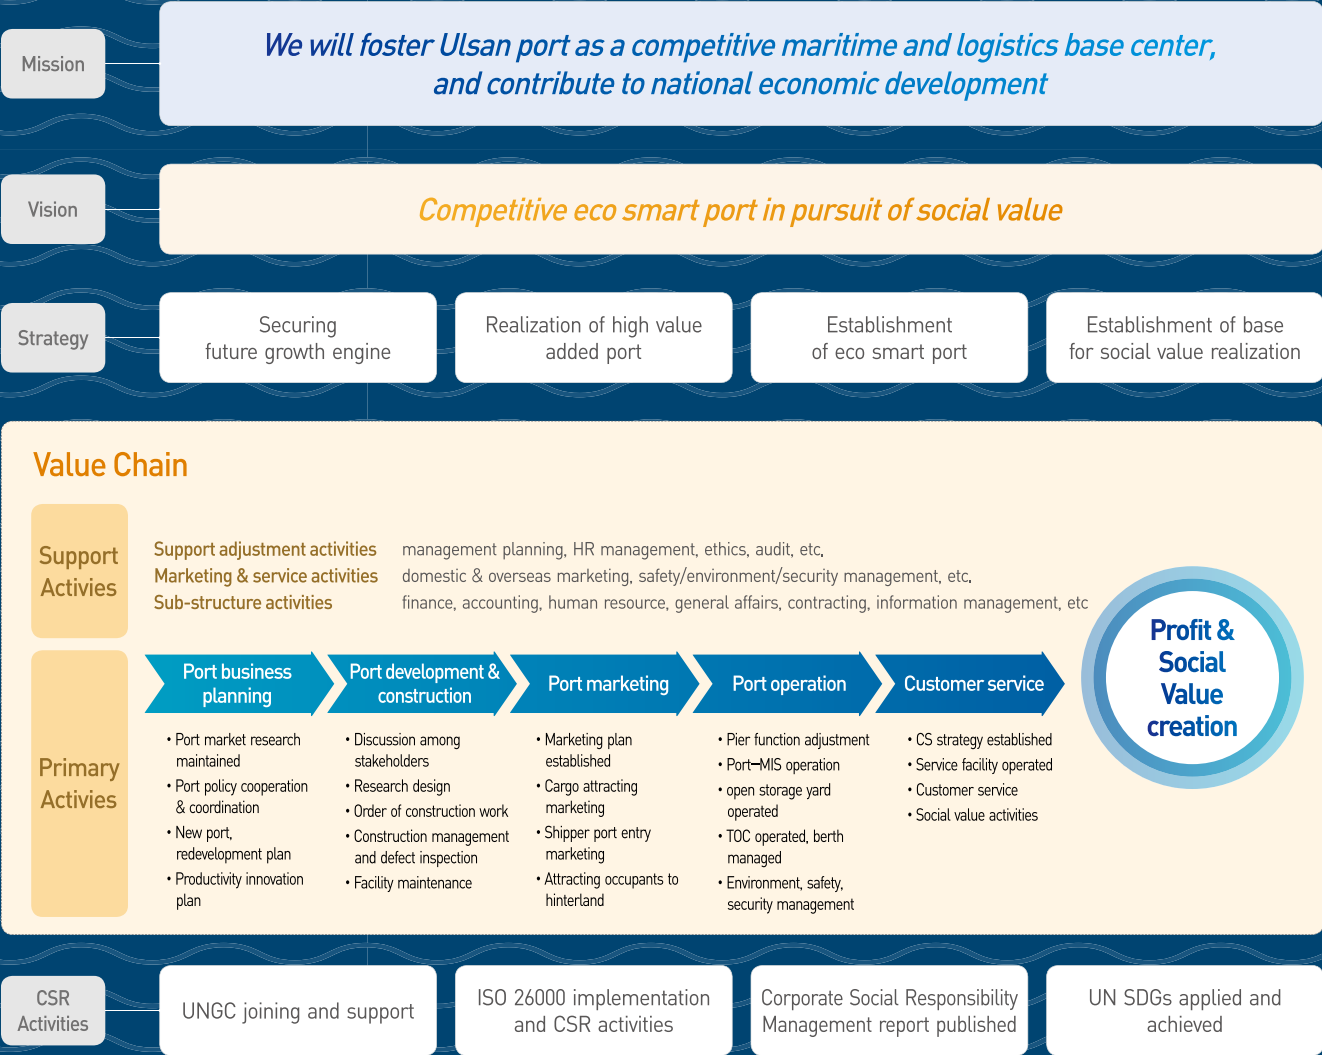 Mission
We will foster Ulsan port as a competitive maritime and logistics base center,
and contribute to national economic development
Vision
Competitive eco smart port in pursuit of social value
Strategy
Securing
future growth engine
Realization of high value
added port
Establishment
of eco smart port
Establishment of base
for social value realization
Value Chain
Support
Activies
Support adjustment activities management planning, HR management, ethics, audit, etc.
Marketing & service activities domestic & overseas marketing, safety/environment/security management, etc.
Sub-structure activities finance, accounting, human resource, general affairs, contracting, information management, etc
Primary
Activies
Port business
planning
• Port market research
maintained
• Port policy cooperation
& coordination
• New port,
redevelopment plan
• Productivity innovation
plan
Port development &
construction
• Discussion among
stakeholders
• Research design
• Order of construction work
• Construction management
and defect inspection
• Facility maintenance
Port marketing
• Marketing plan
established
• Cargo attracting
marketing
• Shipper port entry
marketing
• Attracting occupants to
hinterland
Port operation
• Pier function adjustment
• Port–MIS operation
• open storage yard
operated
• TOC operated, berth
managed
• Environment, safety,
security management
Customer service
• CS strategy established
• Service facility operated
• Customer service
• Social value activities
Profit &
Social
Value
creation
CSR
Activities
UNGC joining and support
ISO 26000 implementation
and CSR activities
Corporate Social Responsibility
Management report published
UN SDGs applied and
achieved